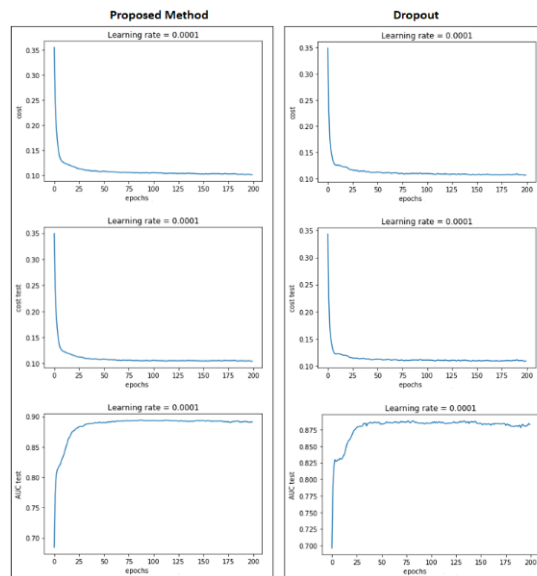 Proposed Method
Learning rate = 0.0001
0.35
0.30
0.25
0.20
0.15
0.10
cost
0 25 50 75 100 125 150 175 200
epochs
Learning rate = 0.0001
0.35
0.30
0.25
0.20
0.15
0.10
cost test
0 25 50 75 100 125 150 175 200
epochs
Learning rate = 0.0001
0.90
0.85
0.80
0.75
0.70
AUC test
0 25 50 75 100 125 150 175 200
epochs
Dropout
Learning rate = 0.0001
0.35
0.30
0.25
0.20
0.15
0.10
cost
0 25 50 75 100 125 150 175 200
epochs
Learning rate = 0.0001
0.35
0.30
0.25
0.20
0.15
0.10
cost test
0 25 50 75 100 125 150 175 200
epochs
Learning rate = 0.0001
0.875
0.850
0.825
0.800
0.775
0.750
0.725
0.700
AUC test
0 25 50 75 100 125 150 175 200
epochs